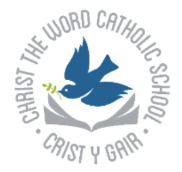 CHRIST THE WORD CATHOLIC SCHOOL
• CRIST Y GAIR •